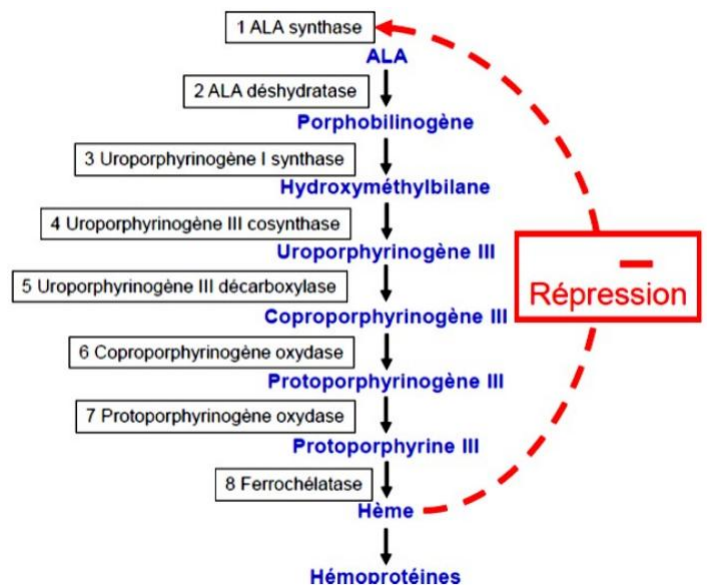 1 ALA synthase
ALA
2 ALA déshydratase
Porphobilinogène
3 Uroporphyrinogène I synthase
Hydroxyméthylbilane
4 Uroporphyrinogène III cosynthase
Uroporphyrinogène III
5 Uroporphyrinogène III décarboxylase
Coproporphyrinogène III
6 Coproporphyrinogène oxydase
Protoporphyrinogène III
7 Protoporphyrinogène oxydase
Protoporphyrine III
8 Ferrochélatase
Hème
Hémoprotéines
Répression